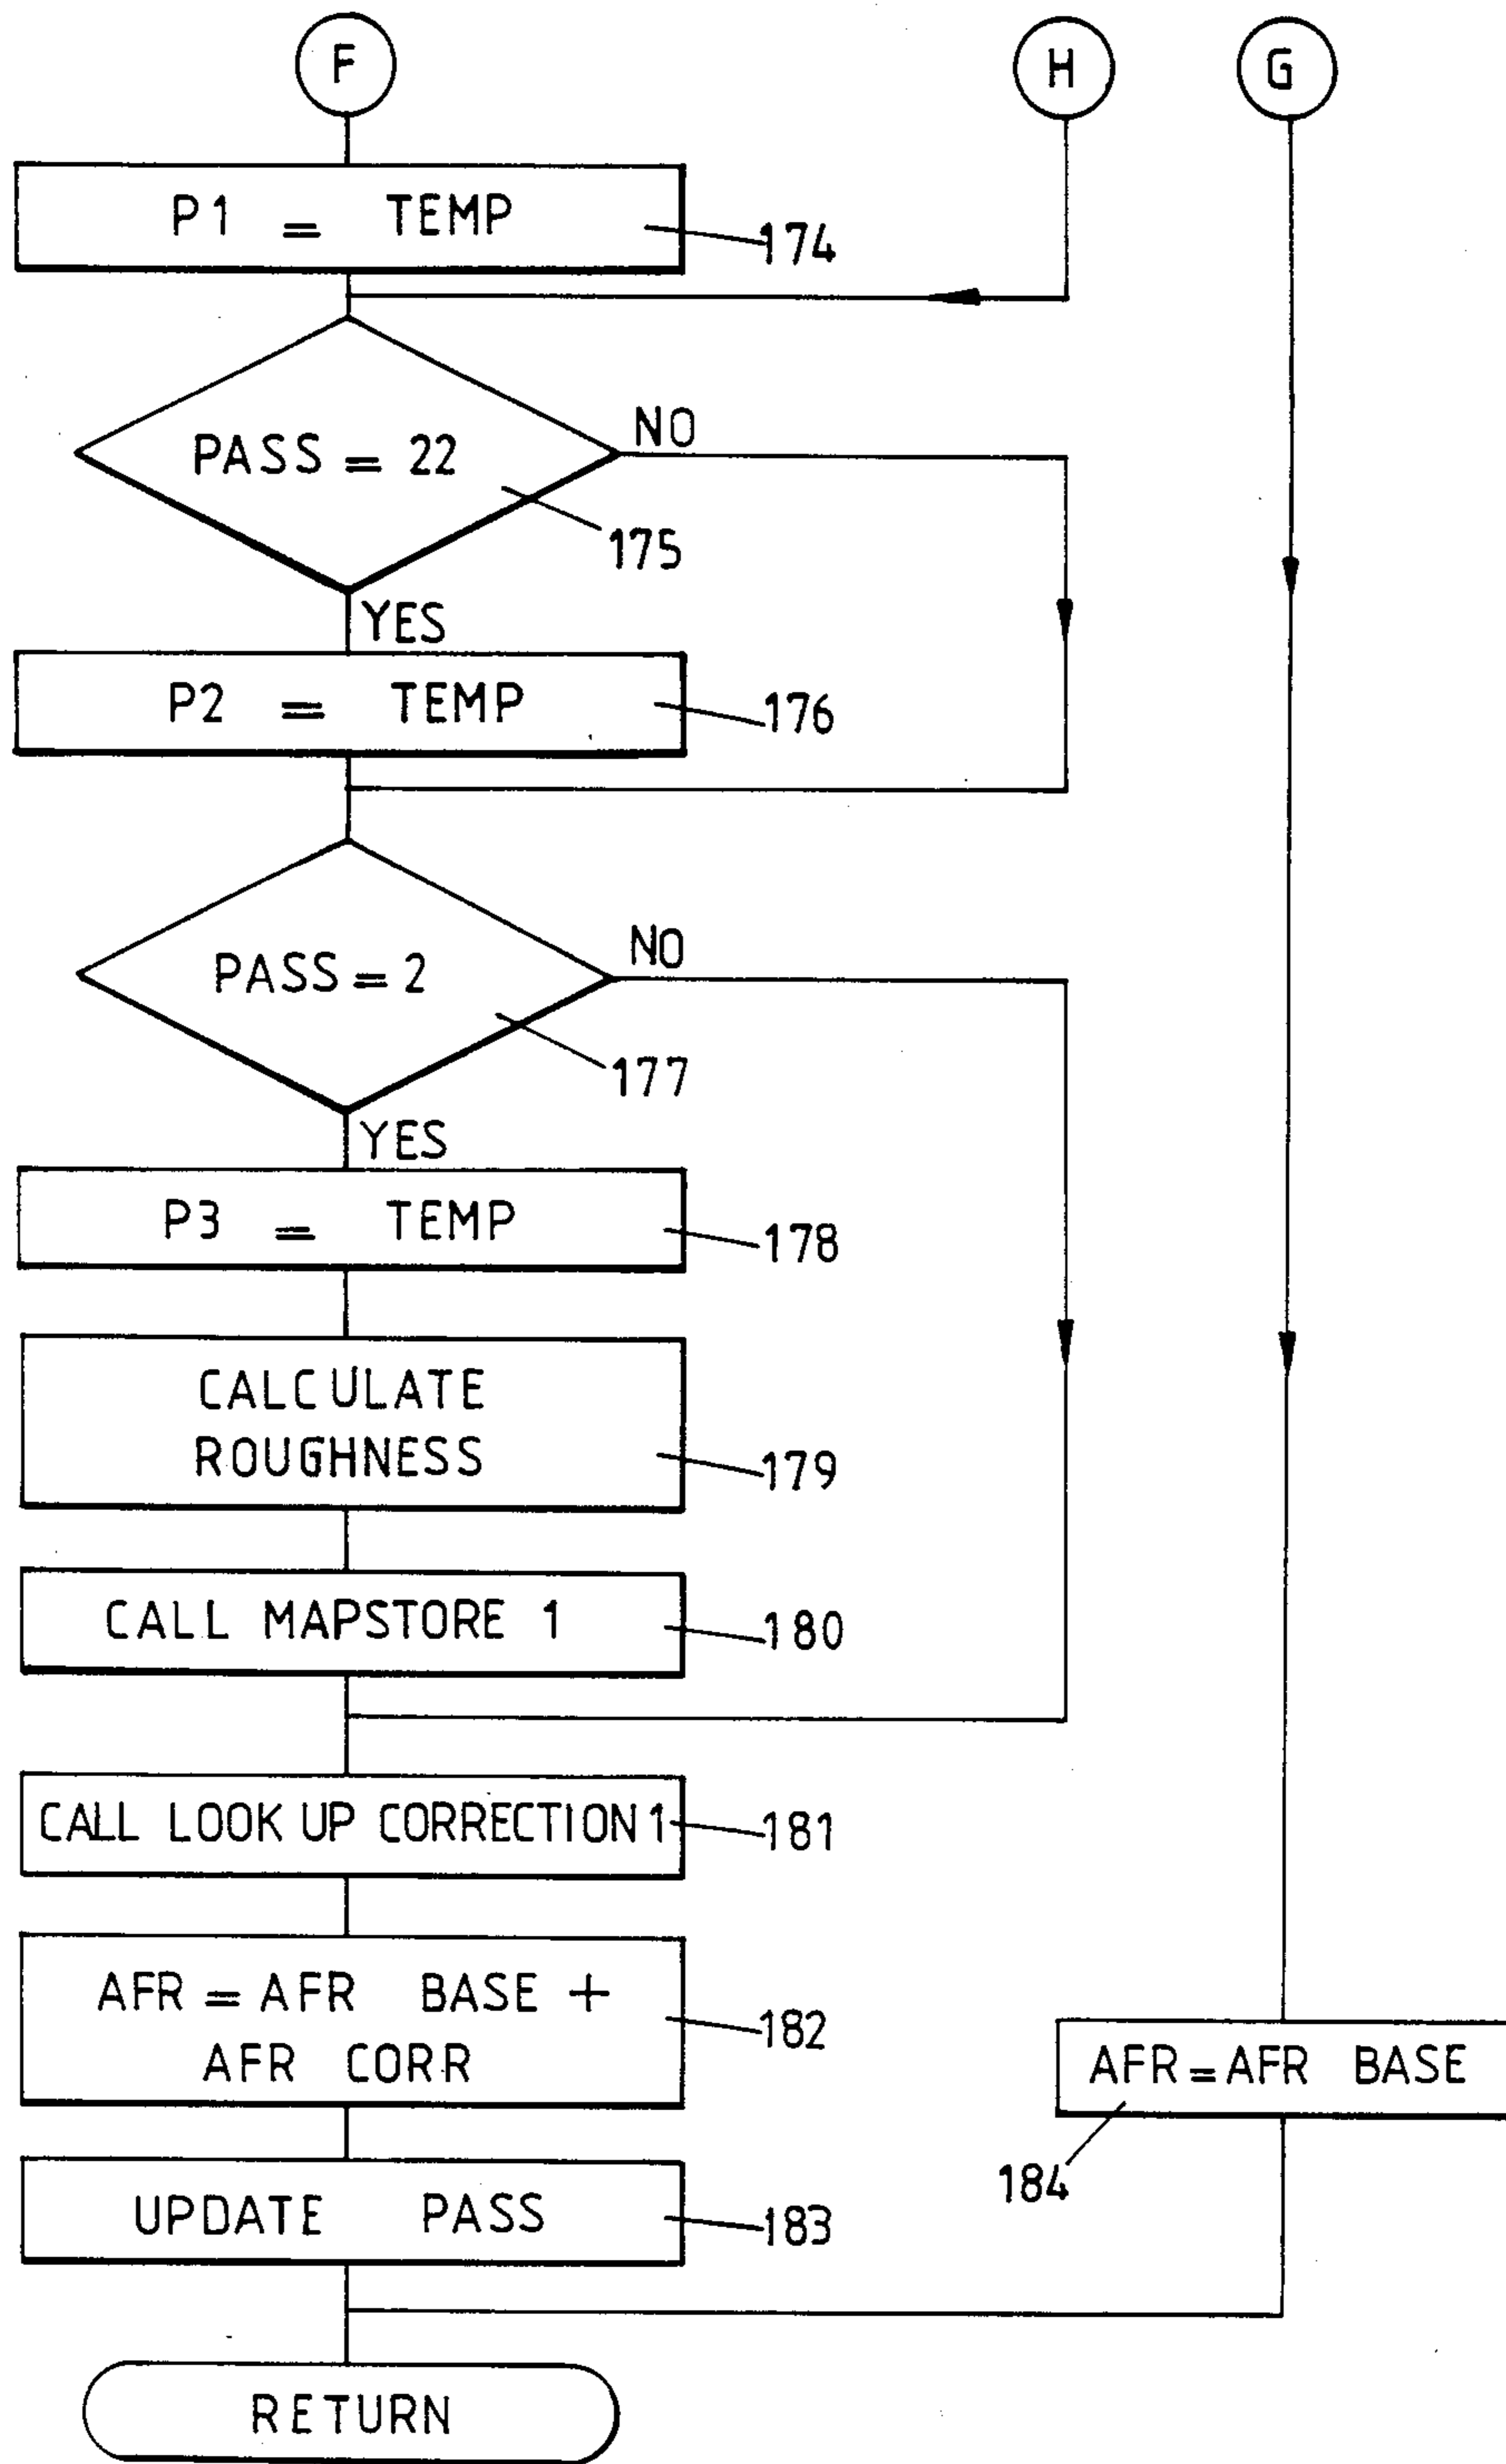 F
H
G
P1 = TEMP
174
PASS = 22
NO
175
YES
P2 = TEMP
176
PASS = 2
NO
177
YES
P3 = TEMP
178
CALCULATE
ROUGHNESS
179
CALL MAPSTORE 1
180
CALL LOOK UP CORRECTION 1
181
AFR = AFR BASE +
AFR CORR
182
AFR = AFR BASE
184
UPDATE PASS
183
RETURN